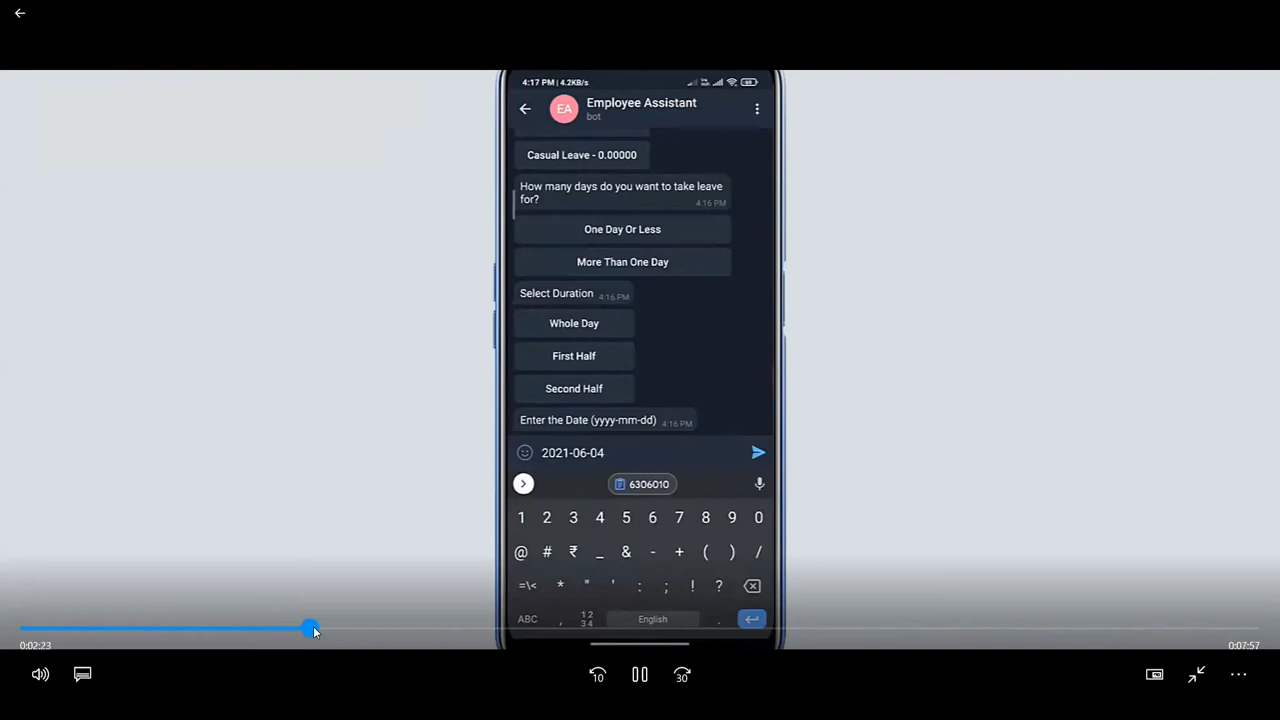 4:17 PM | 4.2KB/s
EA
Employee Assistant
bot
Casual Leave - 0.00000
How many days do you want to take leave
for?
4:16 PM
One Day Or Less
More Than One Day
Select Duration 4:16 PM
Whole Day
First Half
Second Half
Enter the Date (yyyy-mm-dd) 4:16 PM
2021-06-04
6306010
1 2 3 4 5 6 7 8 9 0
@ # ₹ _ & - + ( ) /
=\< * " ' : ; ! ?
ABC , 1 2 3 4 English .
0:02:23
0:07:57
10
30